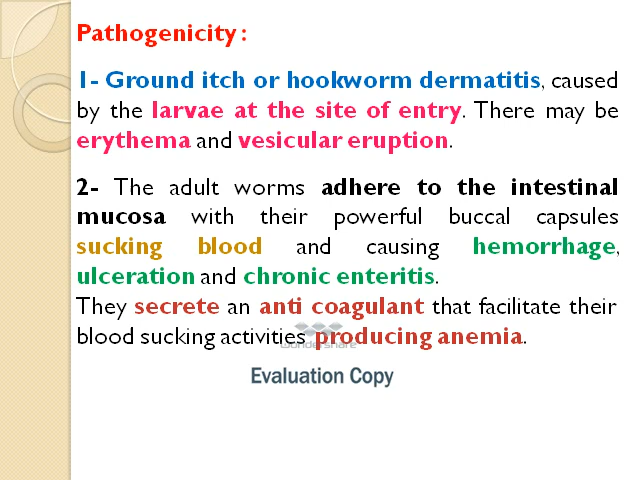 Pathogenicity :
1- Ground itch or hookworm dermatitis, caused
by the larvae at the site of entry. There may be
erythema and vesicular eruption.
2- The adult worms adhere to the intestinal
mucosa with their powerful buccal capsules
sucking blood and causing hemorrhage,
ulceration and chronic enteritis.
They secrete an anti coagulant that facilitate their
blood sucking activities producing anemia.
wondershare
Evaluation Copy